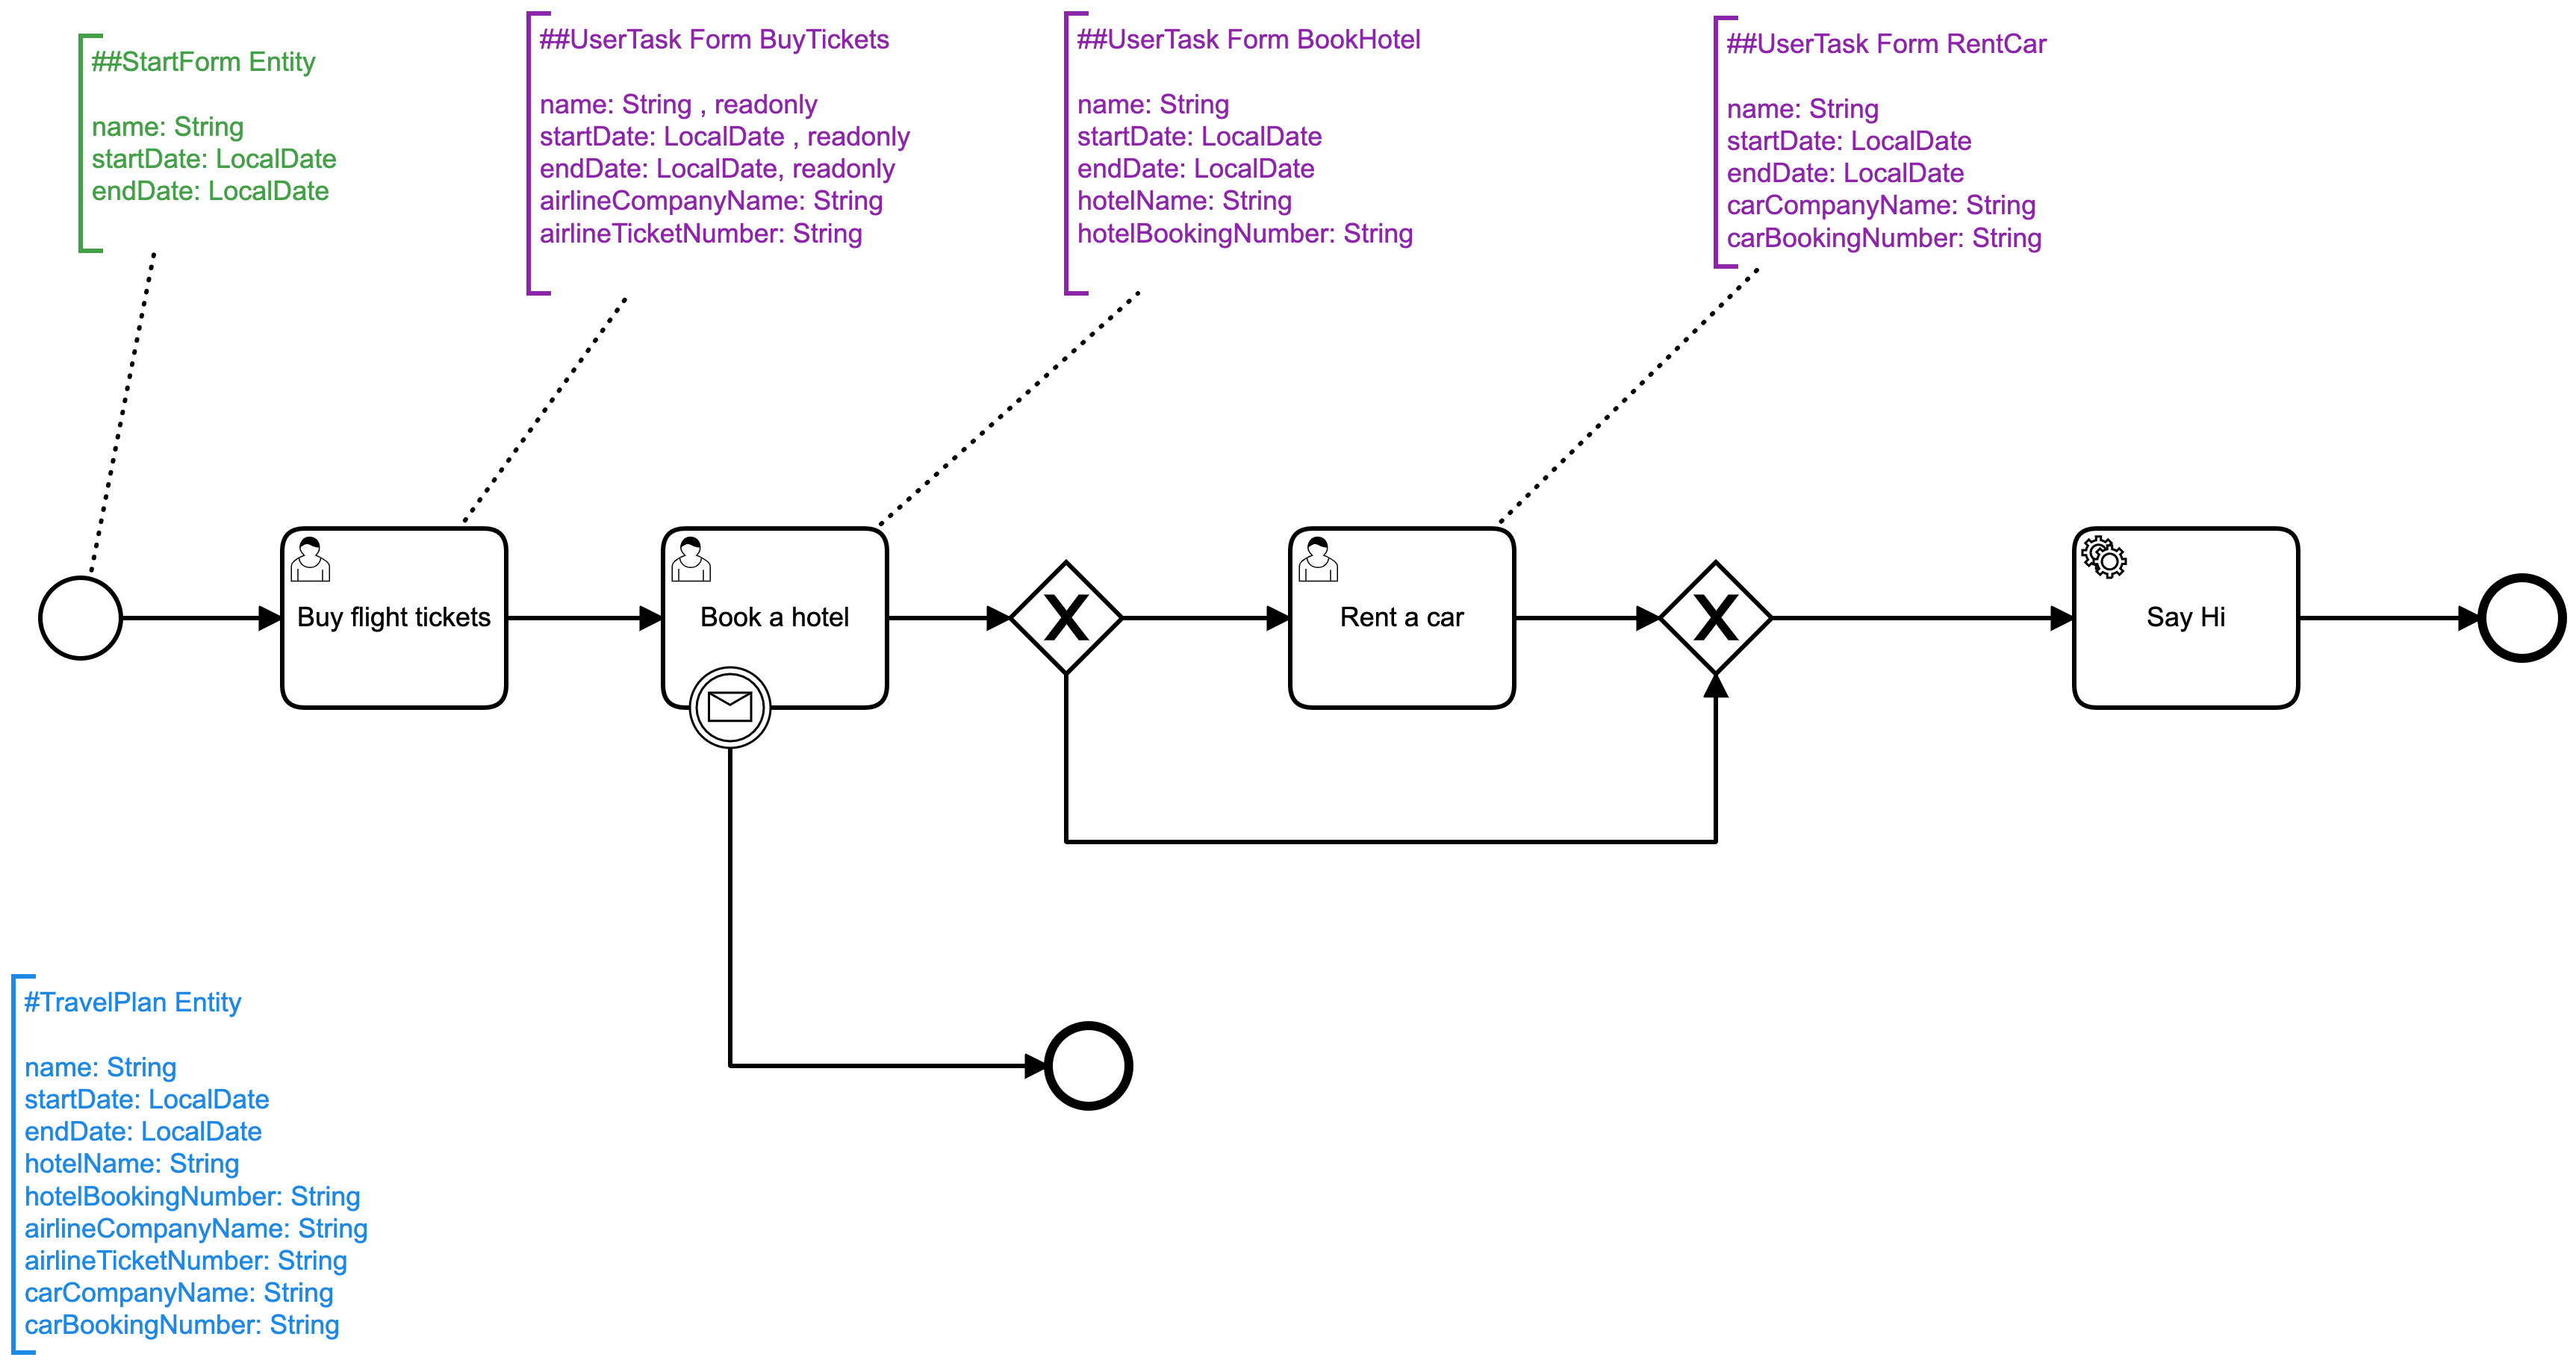 ##StartForm Entity
name: String
startDate: LocalDate
endDate: LocalDate
##UserTask Form BuyTickets
name: String , readonly
startDate: LocalDate , readonly
endDate: LocalDate, readonly
airlineCompanyName: String
airlineTicketNumber: String
##UserTask Form BookHotel
name: String
startDate: LocalDate
endDate: LocalDate
hotelName: String
hotelBookingNumber: String
##UserTask Form RentCar
name: String
startDate: LocalDate
endDate: LocalDate
carCompanyName: String
carBookingNumber: String
Buy flight tickets
Book a hotel
X
Rent a car
X
Say Hi
#TravelPlan Entity
name: String
startDate: LocalDate
endDate: LocalDate
hotelName: String
hotelBookingNumber: String
airlineCompanyName: String
airlineTicketNumber: String
carCompanyName: String
carBookingNumber: String